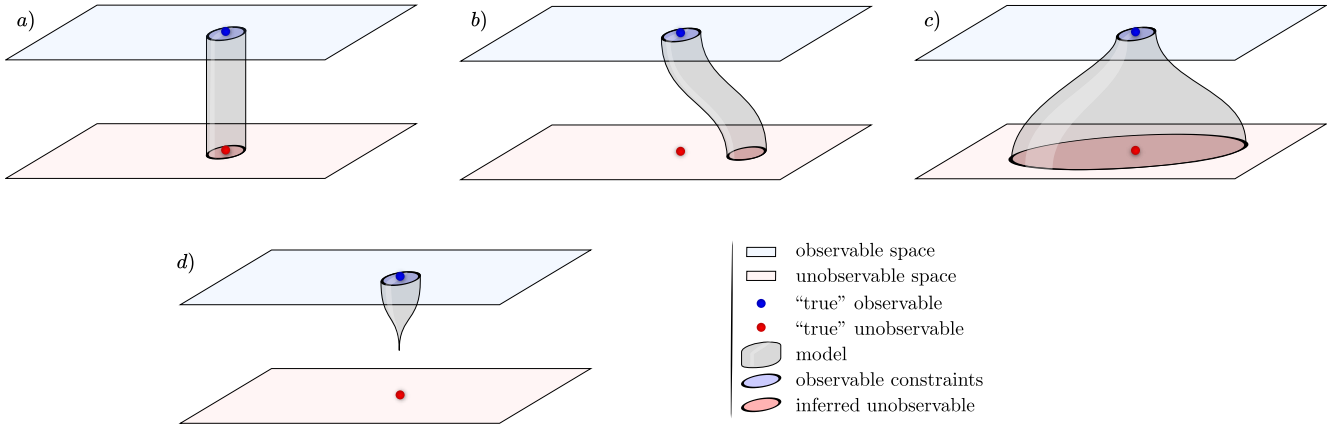 a)
b)
c)
d)
observable space
unobservable space
“true” observable
“true” unobservable
model
observable constraints
inferred unobservable